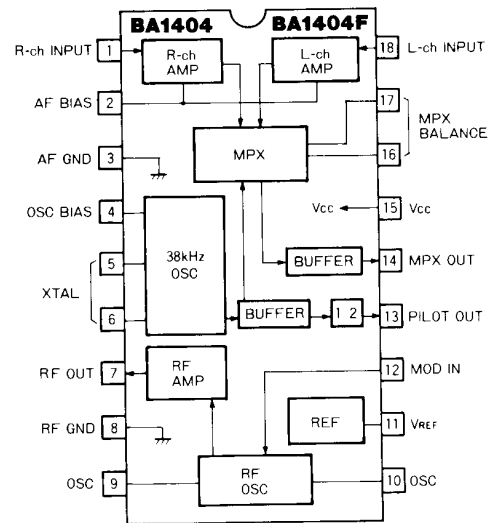 BA1404 BA1404F
R-ch INPUT 1 R-ch AMP L-ch AMP 18 L-ch INPUT
AF BIAS 2 17
MPX BALANCE
AF GND 3 MPX 16
OSC BIAS 4 Vcc 15 Vcc
5 38kHz OSC BUFFER 14 MPX OUT
XTAL
6 BUFFER 1 2 13 PILOT OUT
RF OUT 7 RF AMP 12 MOD IN
RF GND 8 REF 11 VREF
OSC 9 RF OSC 10 OSC